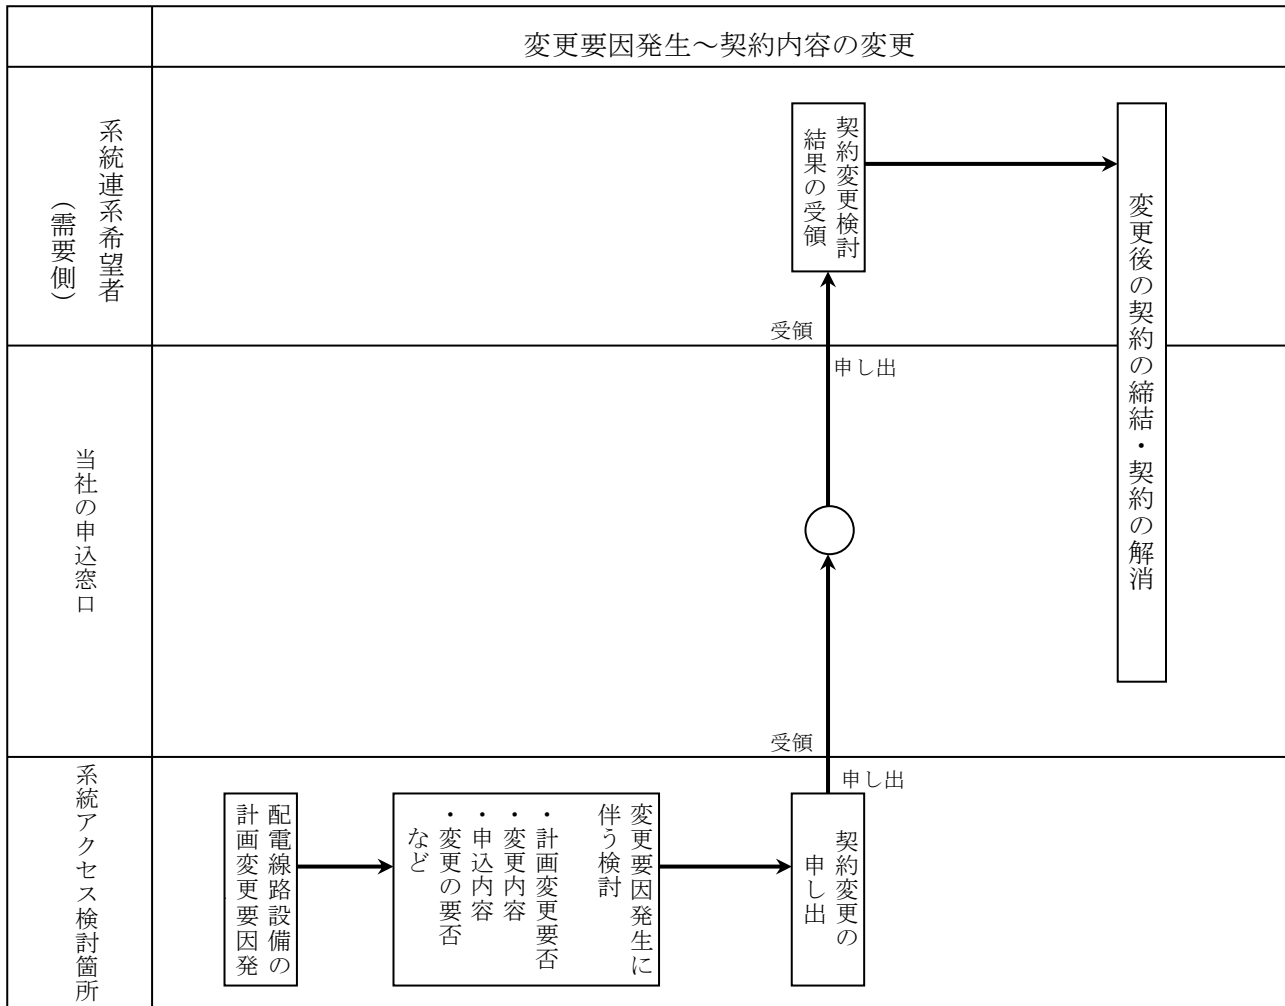 変更要因発生～契約内容の変更
系統連系希望者
（需要側）
契約変更検討
結果の受領
変更後の契約の締結・契約の解消
受領
申し出
当社の申込窓口
受領
申し出
系統アクセス検討箇所
配電線路設備の
計画変更要因発
変更要因発生に
伴う検討
・計画変更要否
・変更内容
・申込内容
・変更の要否
など
契約変更の
申し出